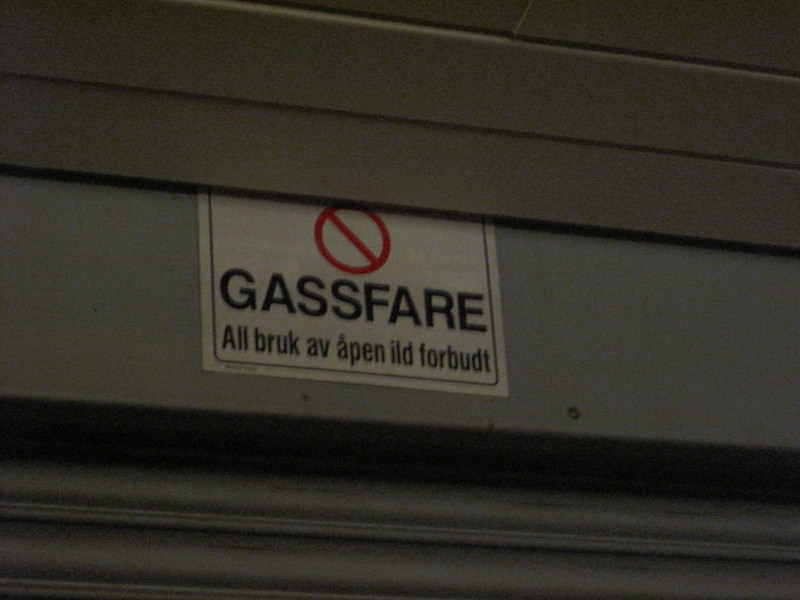 GASSFARE
All bruk av åpen ild forbudt